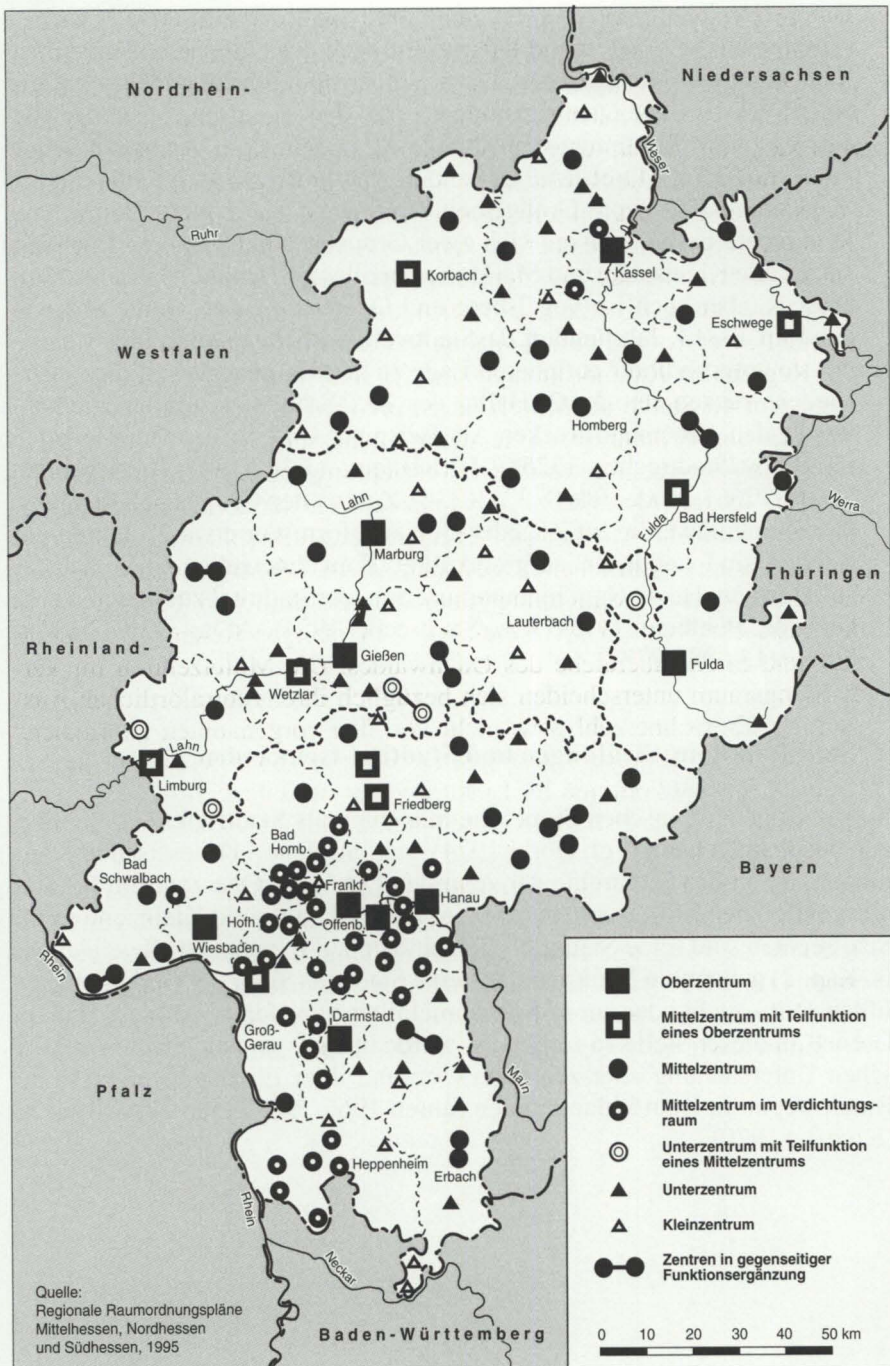 Nordrhein-
Niedersachsen
Weser
Ruhr
Korbach
Kassel
Eschwege
Westfalen
Homberg
Lahn
Fulda
Bad Hersfeld
Werra
Marburg
Thüringen
Lauterbach
Rheinland-
Gießen
Fulda
Wetzlar
Lahn
Limburg
Friedberg
Bad
Homb.
Bayern
Bad
Schwalbach
Frankf.
Hanau
Hofh.
Offenb.
Wiesbaden
Rhein
Groß-
Gerau
Darmstadt
Main
Pfalz
Heppenheim
Erbach
Rhein
Neckar
Baden-Württemberg
Quelle:
Regionale Raumordnungspläne
Mittelhessen, Nordhessen
und Südhessen, 1995
Oberzentrum
Mittelzentrum mit Teilfunktion
eines Oberzentrums
Mittelzentrum
Mittelzentrum im Verdichtungs-
raum
Unterzentrum mit Teilfunktion
eines Mittelzentrums
Unterzentrum
Kleinzentrum
Zentren in gegenseitiger
Funktionsergänzung
0 10 20 30 40 50 km